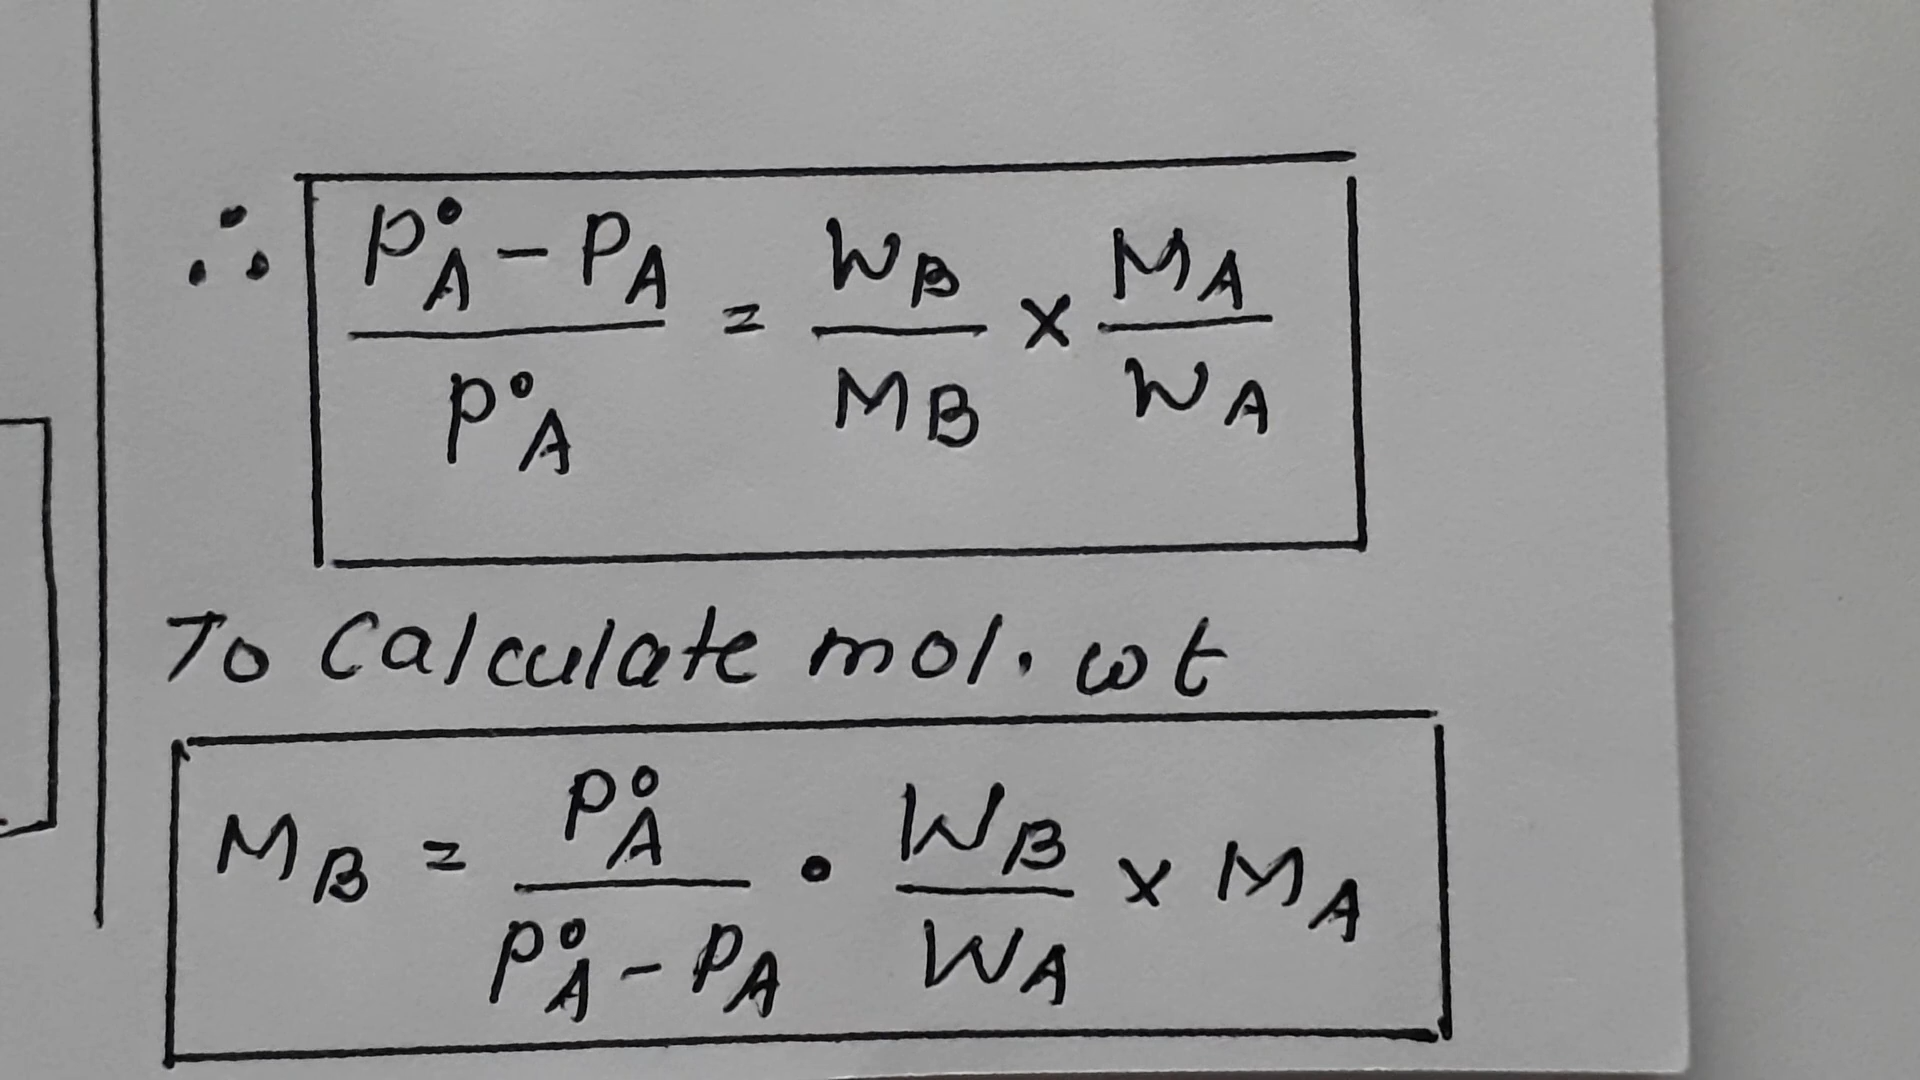 ∴ (P°A − PA) / P°A = WB / MB × MA / WA
To Calculate mol. wt
MB = P°A / (P°A − PA) · WB / WA × MA